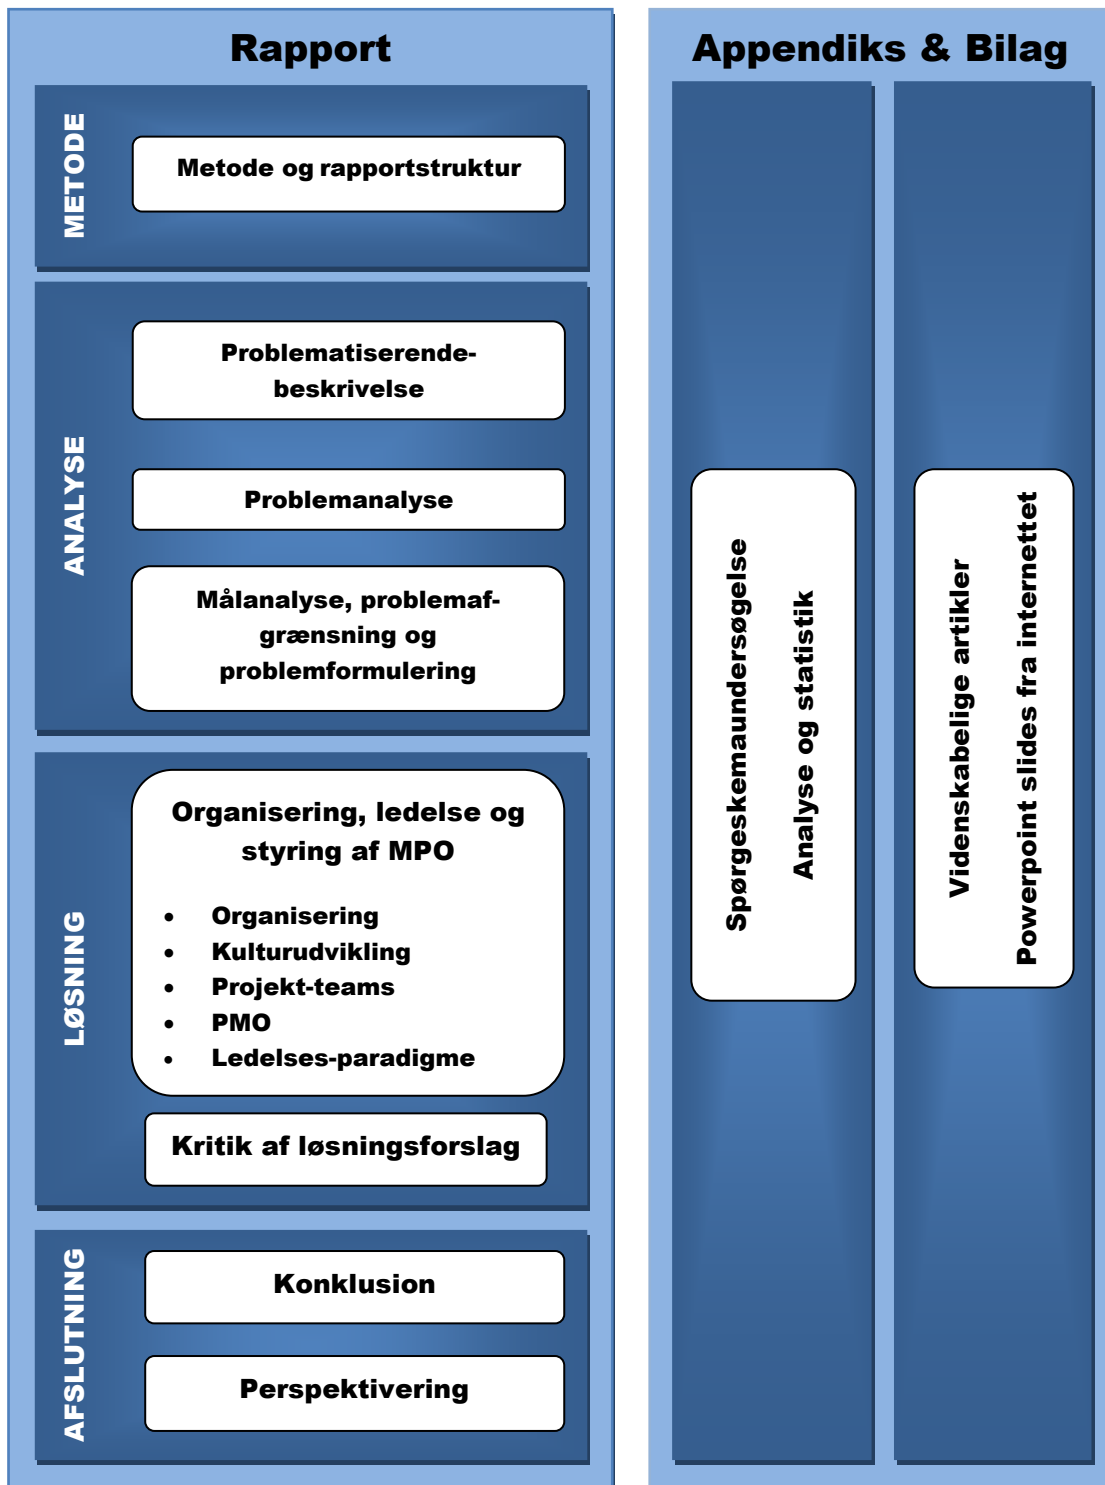 Rapport
METODE
Metode og rapportstruktur
ANALYSE
Problematiserende-
beskrivelse
Problemanalyse
Målanalyse, problemaf-
grænsning og
problemformulering
LØSNING
Organisering, ledelse og
styring af MPO
• Organisering
• Kulturudvikling
• Projekt-teams
• PMO
• Ledelses-paradigme
Kritik af løsningsforslag
AFSLUTNING
Konklusion
Perspektivering
Appendiks & Bilag
Spørgeskemaundersøgelse
Analyse og statistik
Videnskabelige artikler
Powerpoint slides fra internettet